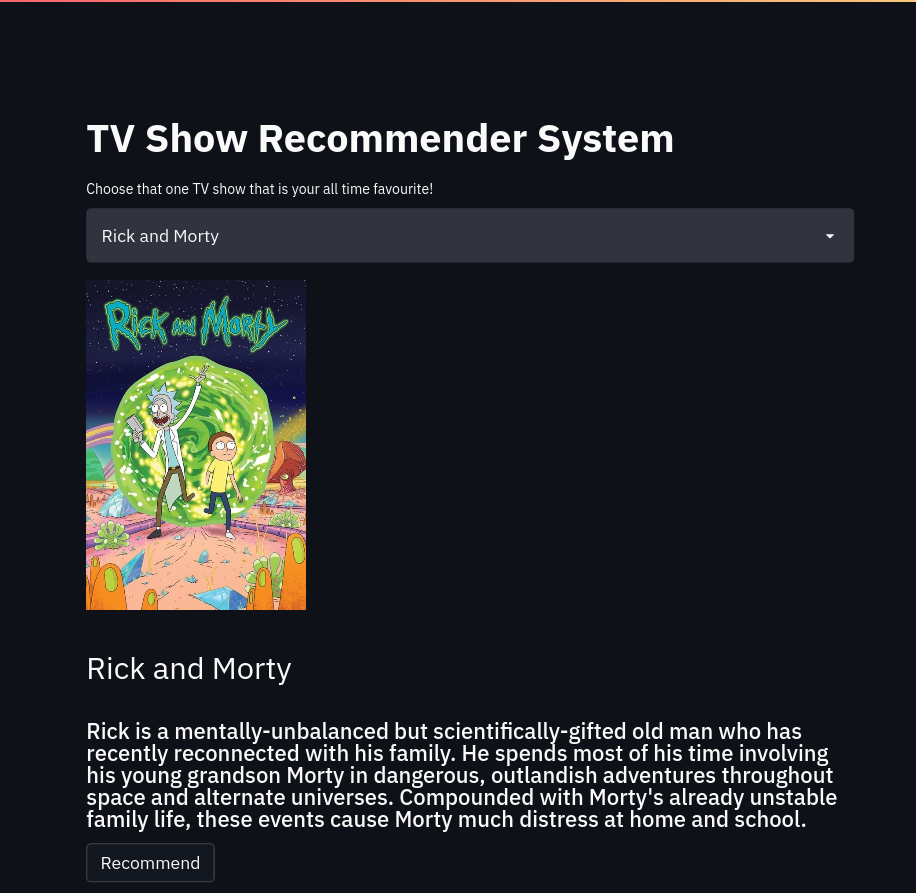 TV Show Recommender System
Choose that one TV show that is your all time favourite!
Rick and Morty
Rick and Morty
Rick and Morty
Rick is a mentally-unbalanced but scientifically-gifted old man who has
recently reconnected with his family. He spends most of his time involving
his young grandson Morty in dangerous, outlandish adventures throughout
space and alternate universes. Compounded with Morty's already unstable
family life, these events cause Morty much distress at home and school.
Recommend